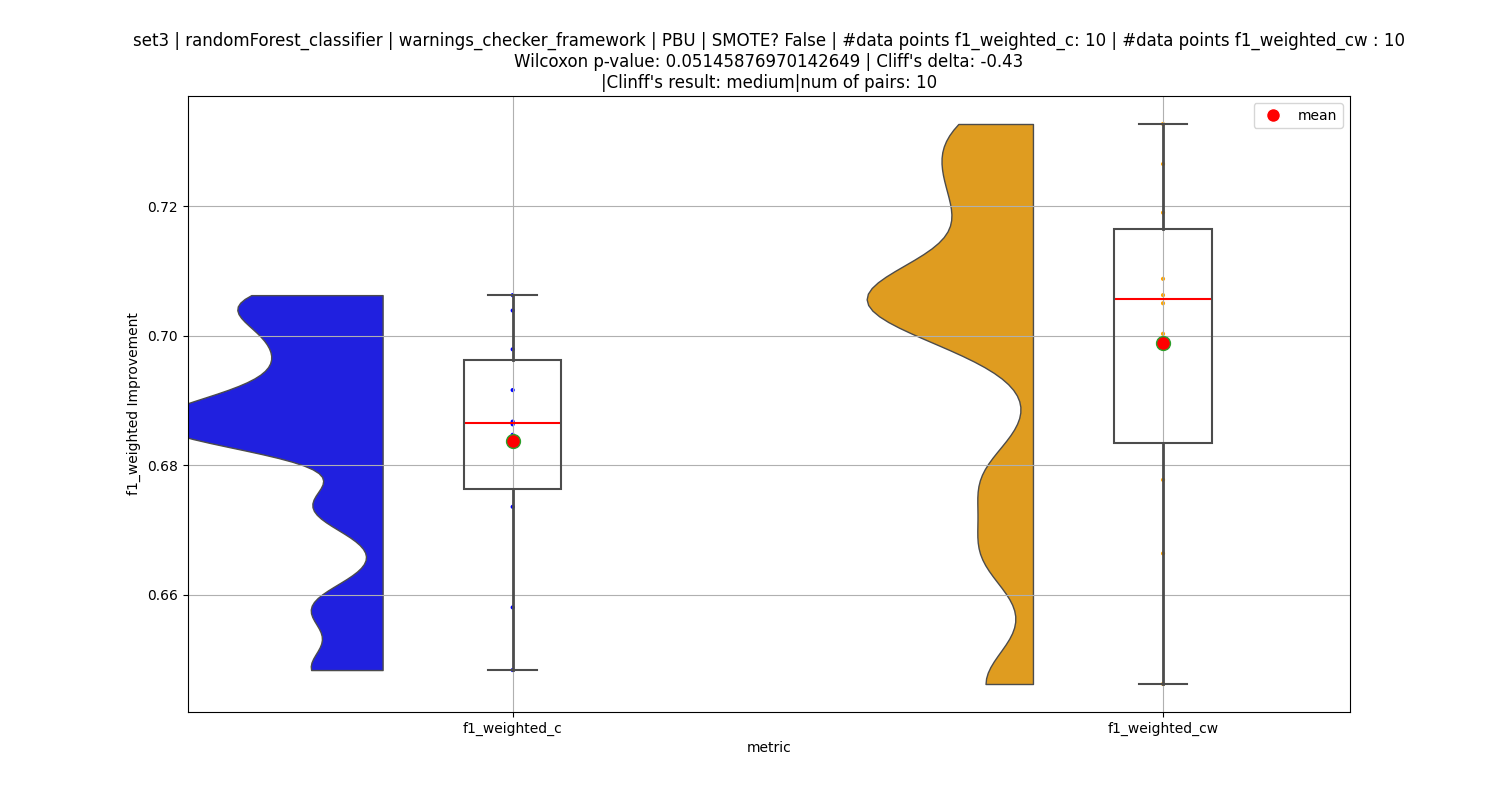 set3 | randomForest_classifier | warnings_checker_framework | PBU | SMOTE? False | #data points f1_weighted_c: 10 | #data points f1_weighted_cw : 10
Wilcoxon p-value: 0.05145876970142649 | Cliff's delta: -0.43
|Clinff's result: medium|num of pairs: 10
mean
f1_weighted Improvement
0.72
0.70
0.68
0.66
f1_weighted_c
f1_weighted_cw
metric